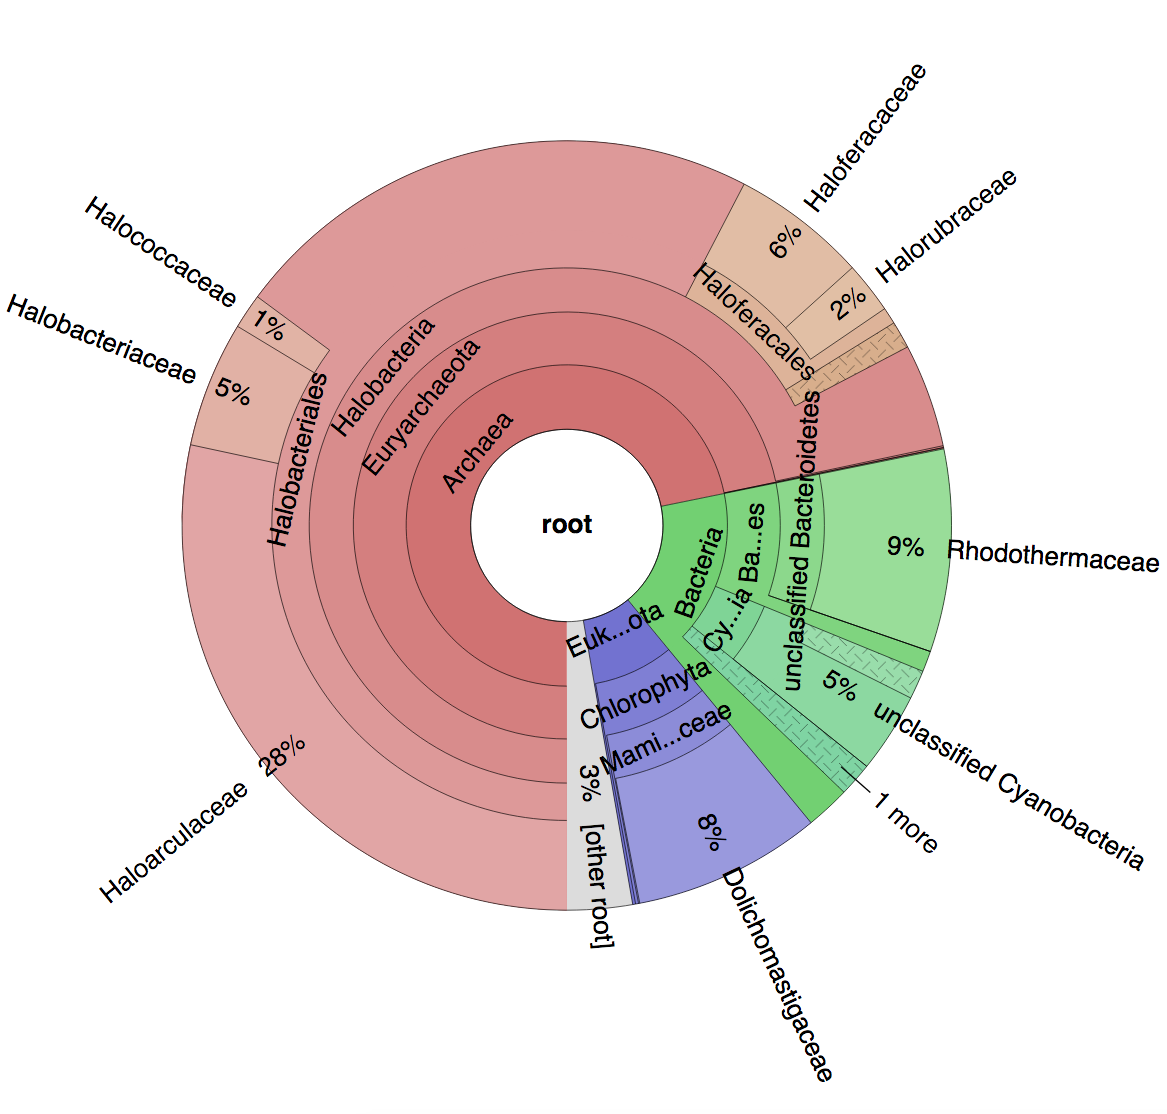 Haloferacaceae
6%
Halorubraceae
2%
Haloferacales
Halococcaceae
1%
Halobacteriaceae
5%
Halobacteriales
Halobacteria
Euryarchaeota
Archaea
root
Bacteria
Cy...ia
Ba...es
unclassified Bacteroidetes
9%
Rhodothermaceae
5%
unclassified Cyanobacteria
1 more
Euk...ota
Chlorophyta
Mami...ceae
8%
Dolichomastigaceae
3%
[other root]
28%
Haloarculaceae